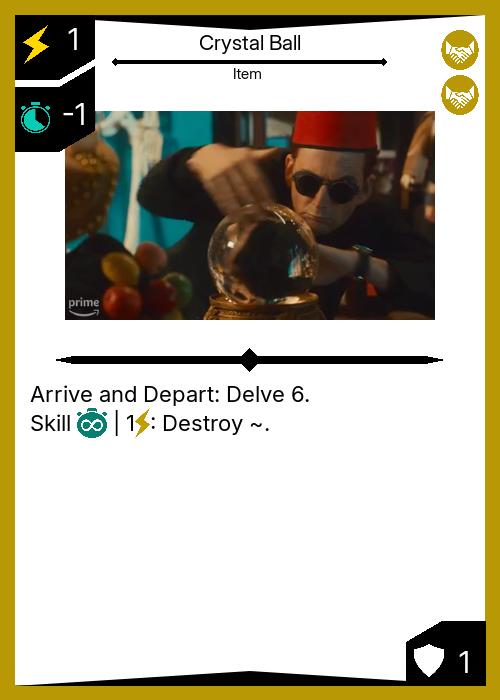 1
Crystal Ball
Item
-1
prime
Arrive and Depart: Delve 6.
Skill | 1: Destroy ~.
1